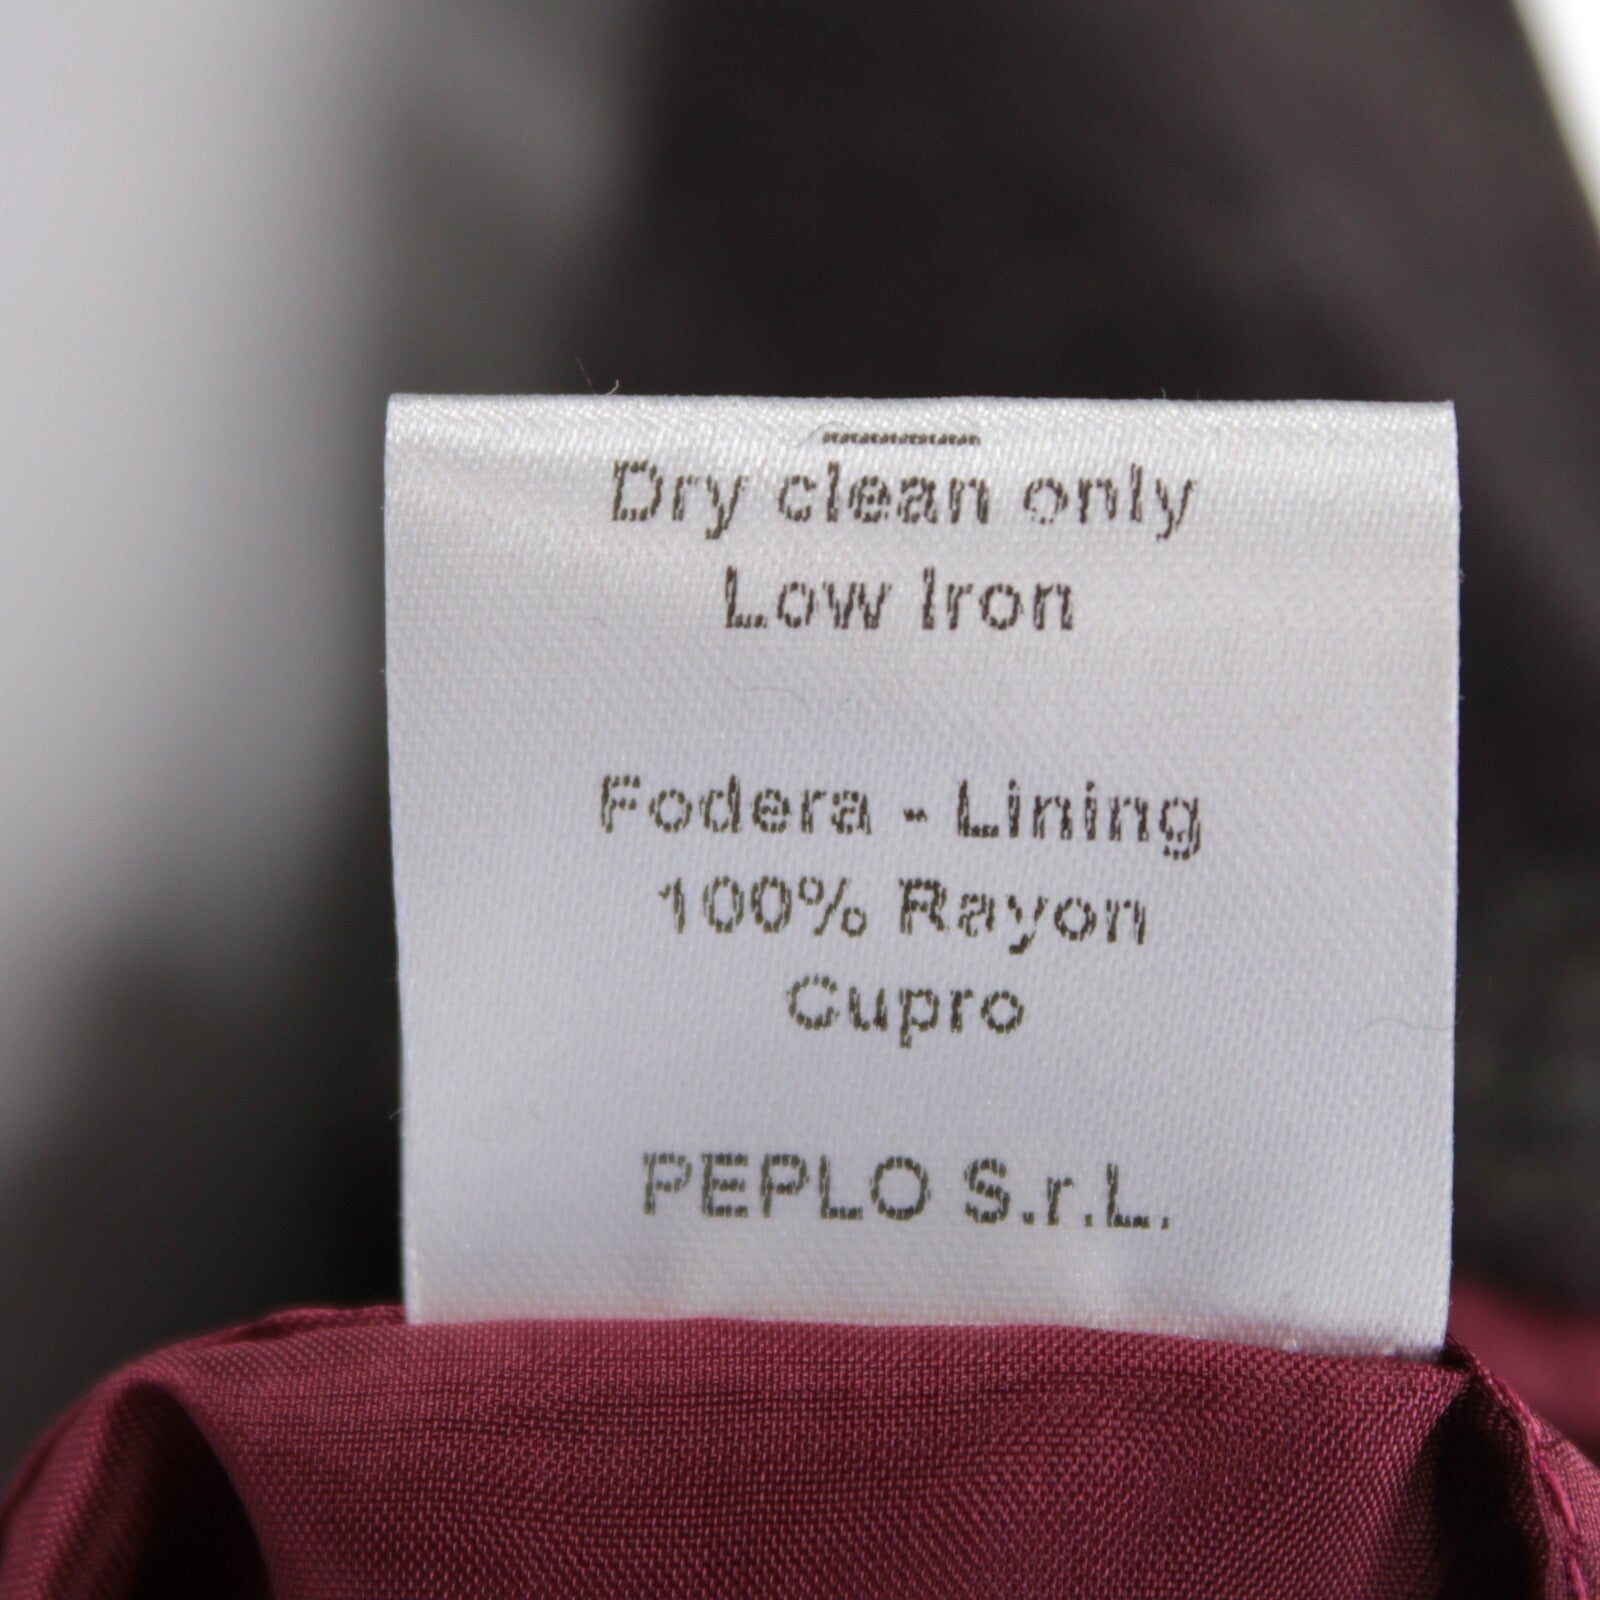 Dry clean only
Low Iron
Fodera - Lining
100% Rayon
Cupro
PEPLO S.r.L.